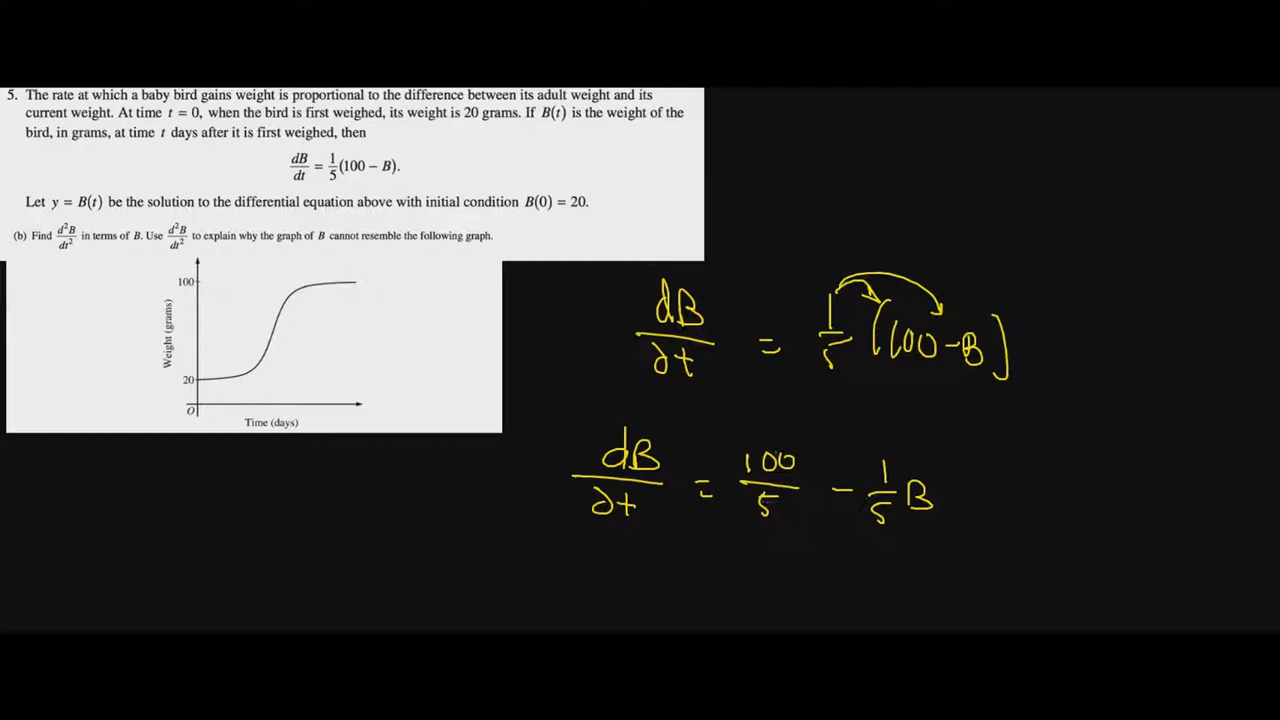 5. The rate at which a baby bird gains weight is proportional to the difference between its adult weight and its
current weight. At time t = 0, when the bird is first weighed, its weight is 20 grams. If B(t) is the weight of the
bird, in grams, at time t days after it is first weighed, then
dB/dt = 1/5(100 − B).
Let y = B(t) be the solution to the differential equation above with initial condition B(0) = 20.
(b) Find d²B/dt² in terms of B. Use d²B/dt² to explain why the graph of B cannot resemble the following graph.
100
Weight (grams)
20
O
Time (days)
dB/dt = 1/5 (100 − B)
dB/dt = 100/5 − 1/5 B